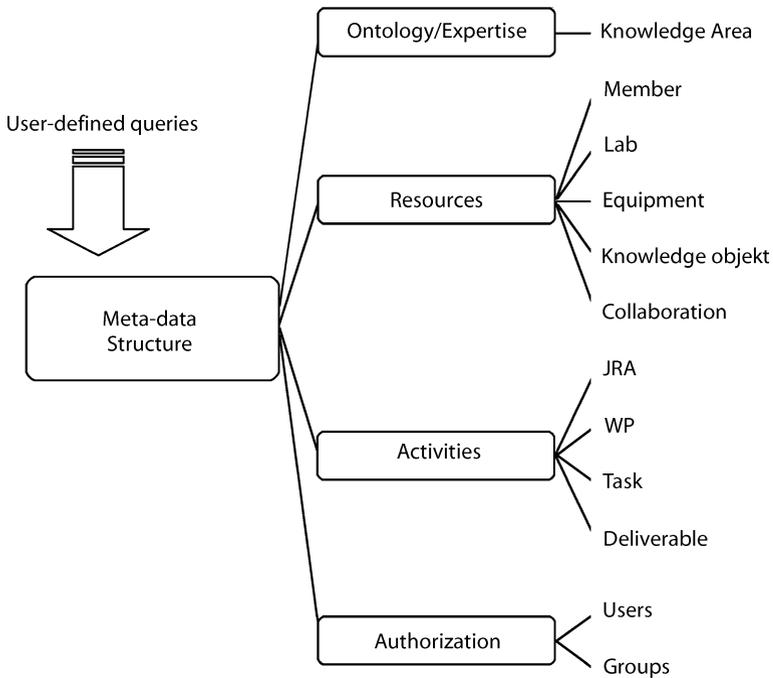 User-defined queries
Meta-data
Structure
Ontology/Expertise
Knowledge Area
Resources
Member
Lab
Equipment
Knowledge objekt
Collaboration
Activities
JRA
WP
Task
Deliverable
Authorization
Users
Groups